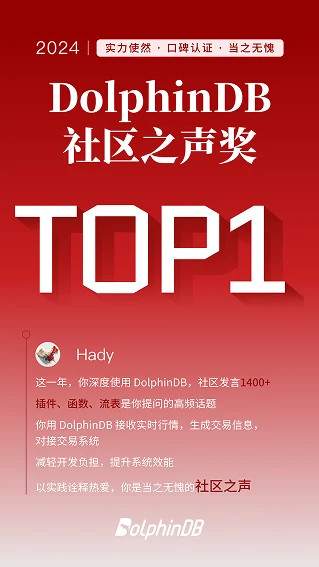 2024 | 实力使然 · 口碑认证 · 当之无愧
DolphinDB
社区之声奖
TOP1
Hady
这一年，你深度使用 DolphinDB，社区发言1400+
插件、函数、流表是你提问的高频话题
你用 DolphinDB 接收实时行情，生成交易信息，
对接交易系统
减轻开发负担，提升系统效能
以实践诠释热爱，你是当之无愧的社区之声
DolphinDB